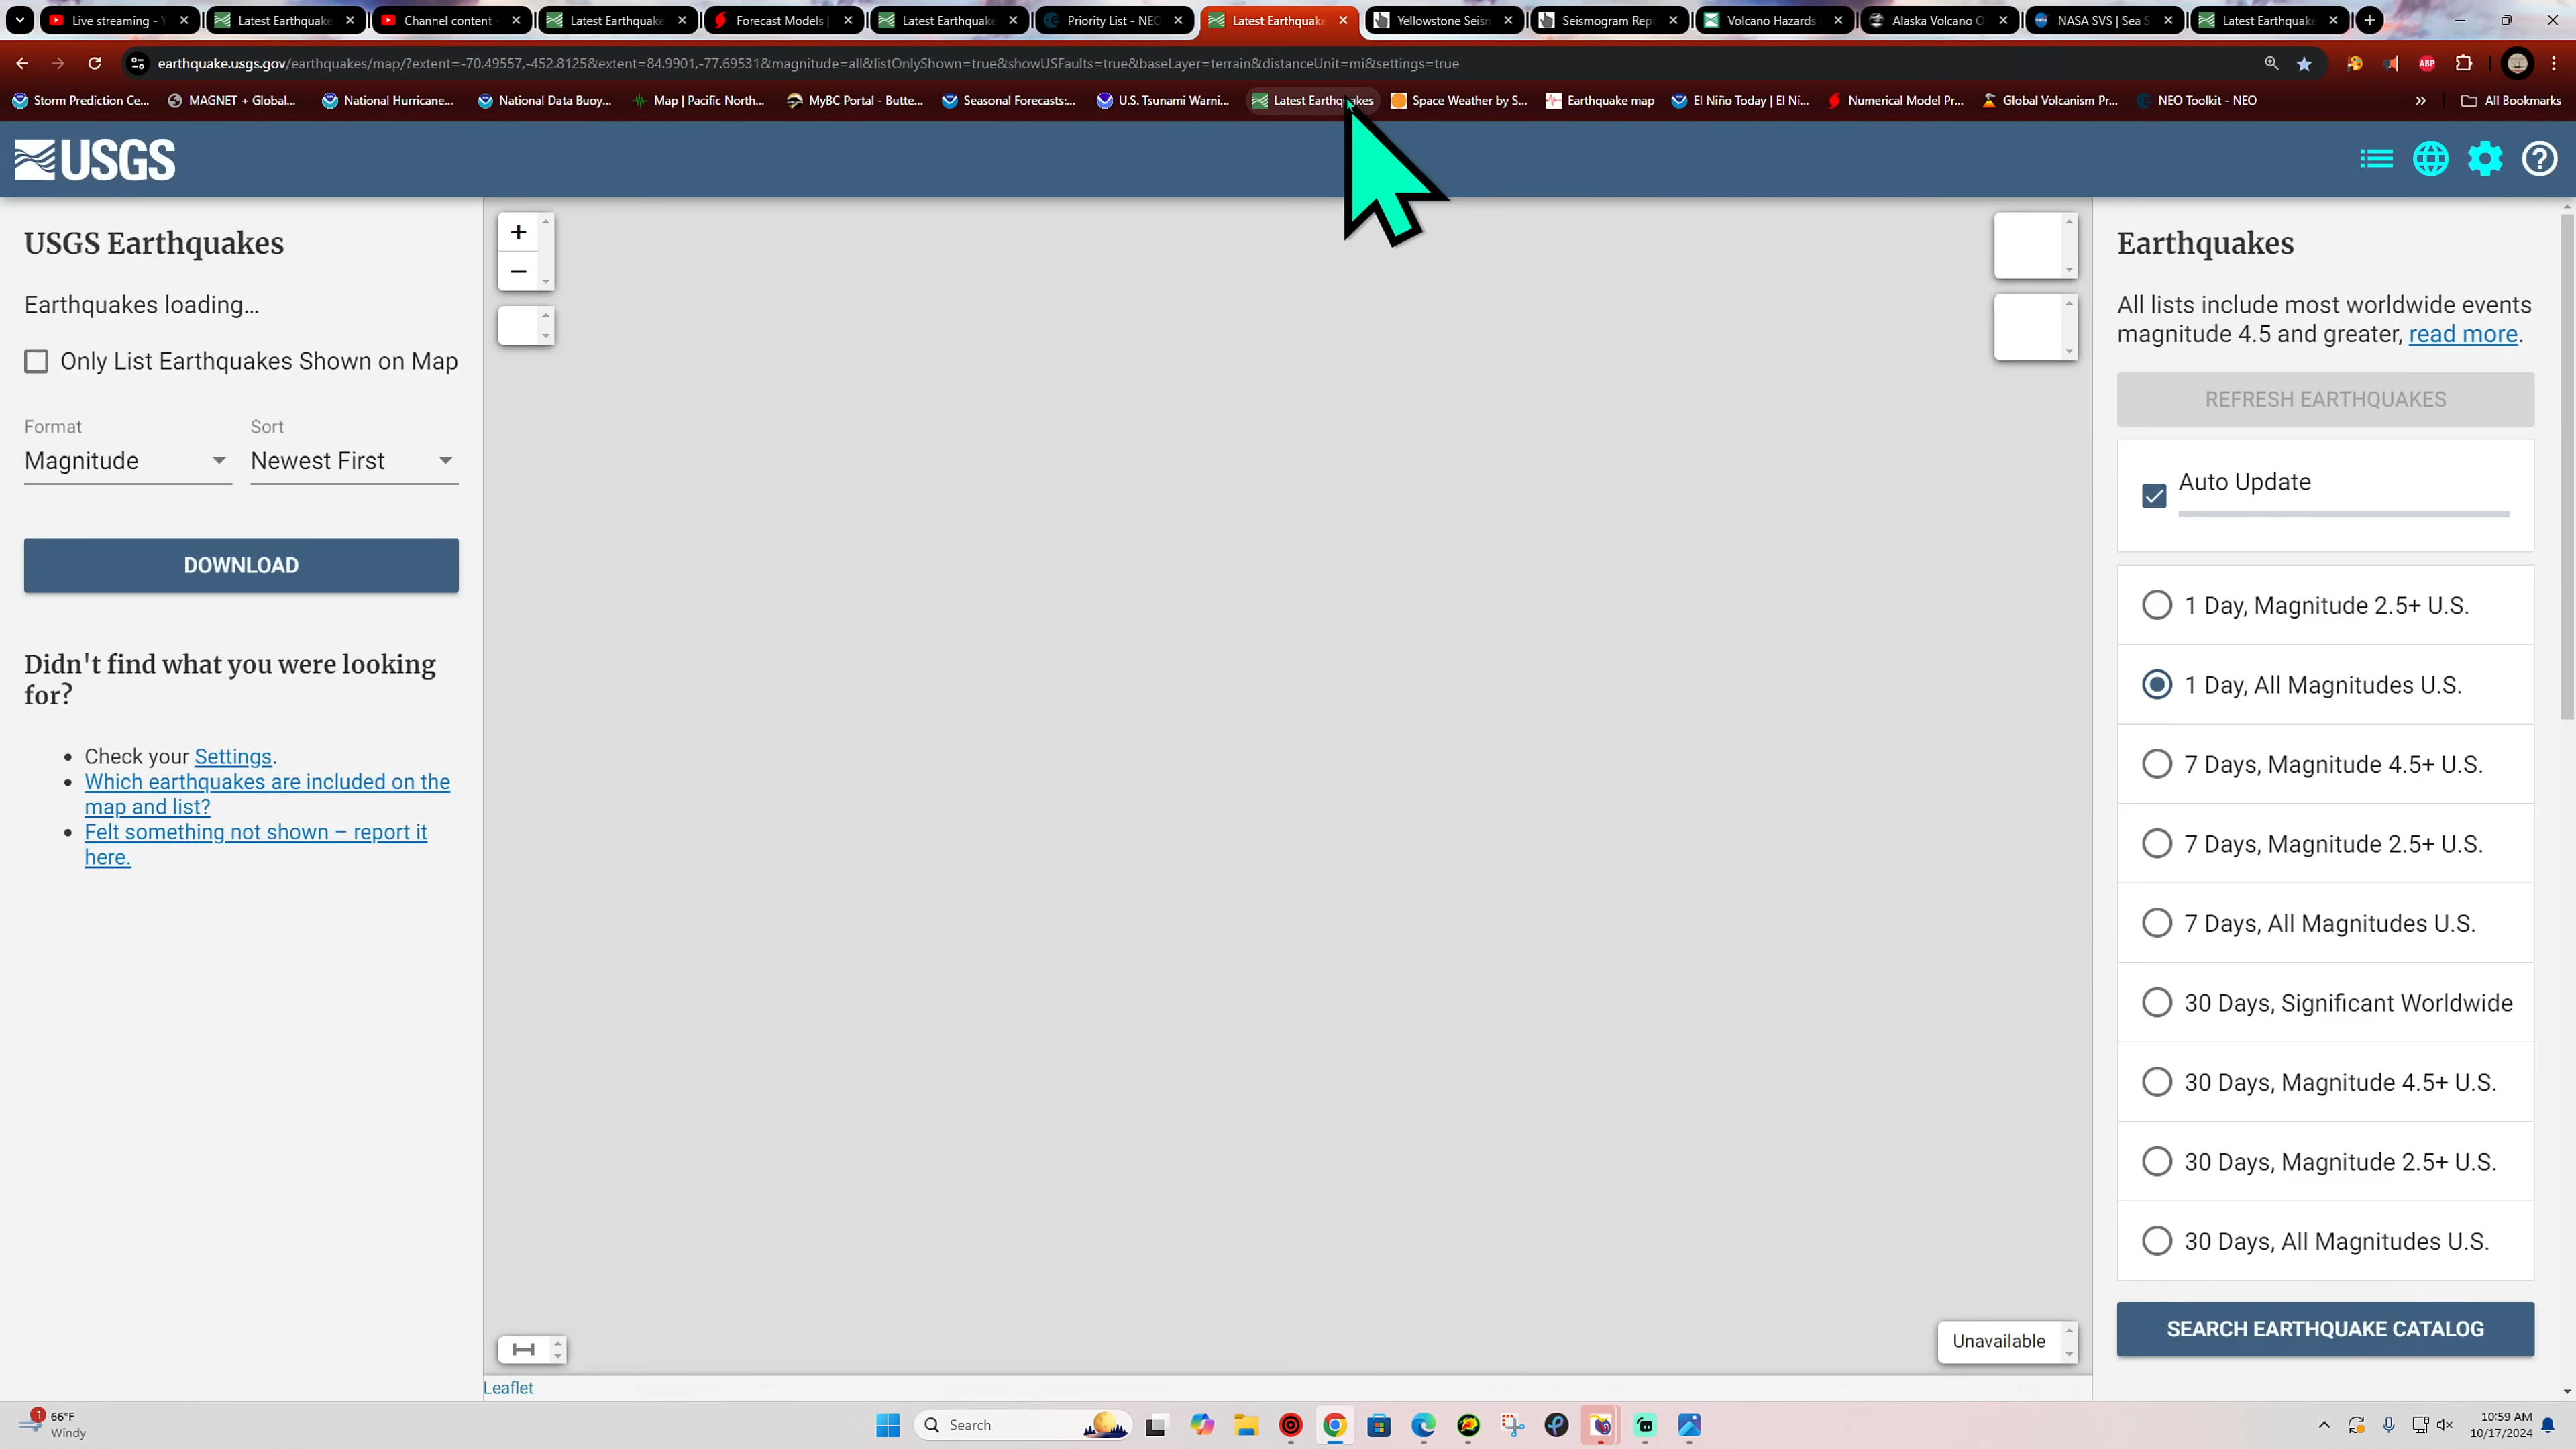 Live streaming - Y
Latest Earthquake
Channel content -
Latest Earthquake
Forecast Models |
Latest Earthquake
Priority List - NEO
Latest Earthquake
Yellowstone Seism
Seismogram Repo
Volcano Hazards
Alaska Volcano O
NASA SVS | Sea S
Latest Earthquake
earthquake.usgs.gov/earthquakes/map/?extent=-70.49557,-452.8125&extent=84.9901,-77.69531&magnitude=all&listOnlyShown=true&showUSFaults=true&baseLayer=terrain&distanceUnit=mi&settings=true
ABP
Storm Prediction Ce...
MAGNET + Global...
National Hurricane...
National Data Buoy...
Map | Pacific North...
MyBC Portal - Butte...
Seasonal Forecasts:...
U.S. Tsunami Warni...
Latest Earthquakes
Space Weather by S...
Earthquake map
El Niño Today | El Ni...
Numerical Model Pr...
Global Volcanism Pr...
NEO Toolkit - NEO
All Bookmarks
USGS
USGS Earthquakes
Earthquakes loading...
Only List Earthquakes Shown on Map
Format
Sort
Magnitude
Newest First
DOWNLOAD
Didn't find what you were looking
for?
Check your Settings.
Which earthquakes are included on the
map and list?
Felt something not shown – report it
here.
+
−
Unavailable
Leaflet
Earthquakes
All lists include most worldwide events
magnitude 4.5 and greater, read more.
REFRESH EARTHQUAKES
Auto Update
1 Day, Magnitude 2.5+ U.S.
1 Day, All Magnitudes U.S.
7 Days, Magnitude 4.5+ U.S.
7 Days, Magnitude 2.5+ U.S.
7 Days, All Magnitudes U.S.
30 Days, Significant Worldwide
30 Days, Magnitude 4.5+ U.S.
30 Days, Magnitude 2.5+ U.S.
30 Days, All Magnitudes U.S.
SEARCH EARTHQUAKE CATALOG
1
66°F
Windy
Search
10:59 AM
10/17/2024